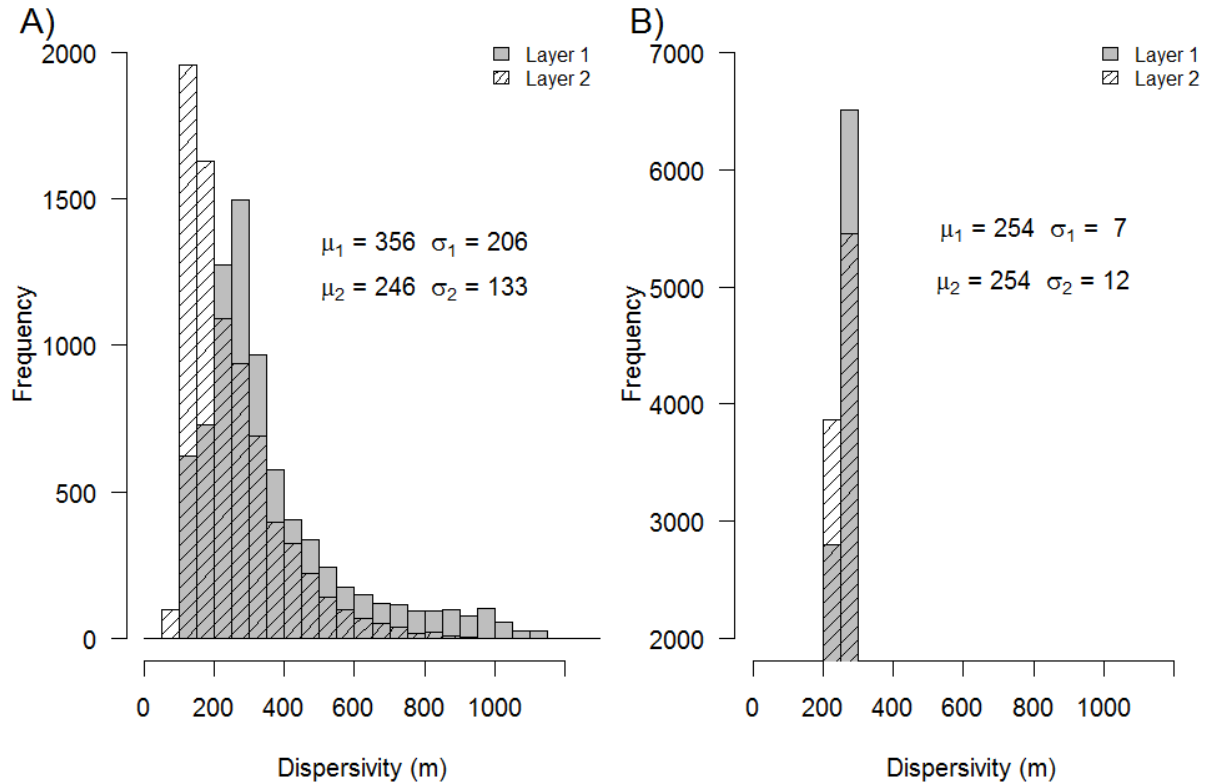 A)
Layer 1
Layer 2
2000
1500
1000
500
0
Frequency
μ1 = 356 σ1 = 206
μ2 = 246 σ2 = 133
0 200 400 600 800 1000
Dispersivity (m)
B)
Layer 1
Layer 2
7000
6000
5000
4000
3000
2000
Frequency
μ1 = 254 σ1 = 7
μ2 = 254 σ2 = 12
0 200 400 600 800 1000
Dispersivity (m)